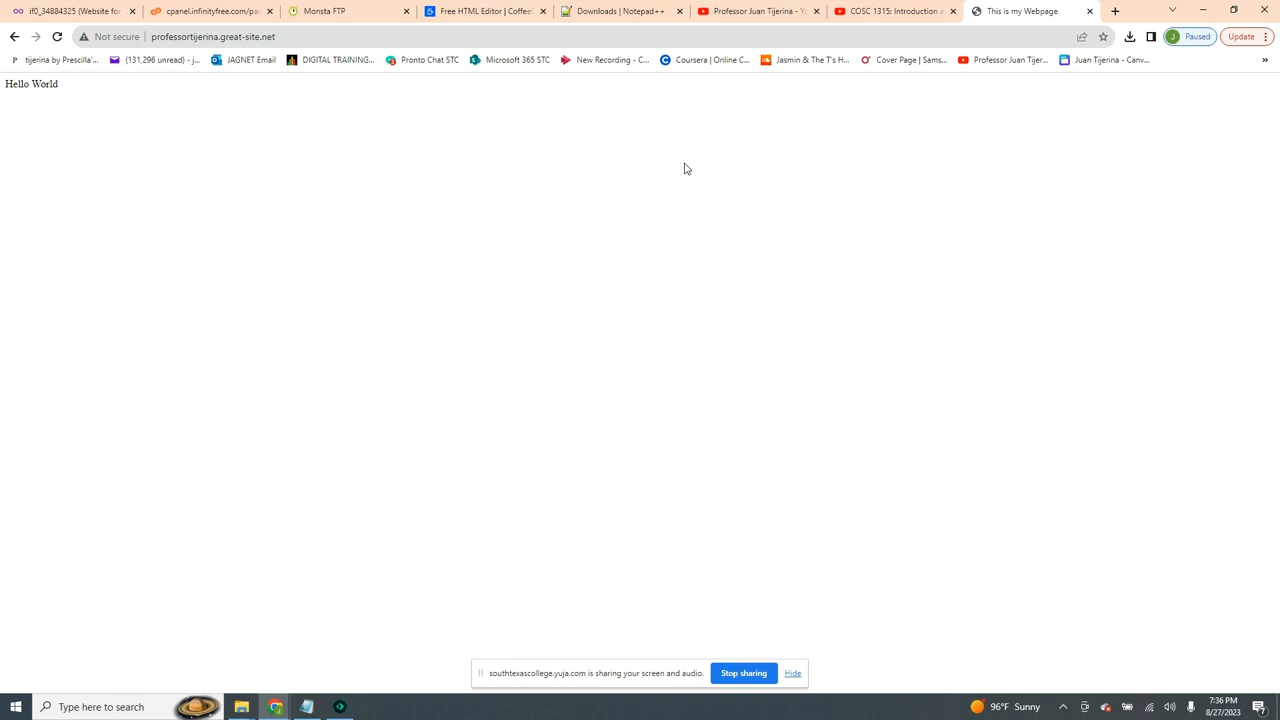 if0_34884325 (Website for
cpanel.infinityfree.com/pa
Monsta FTP
Free HTML Editor | Coffee
Downloads | Notepad++
Professor Juan Tijerina - Yo
COSC 1315: Introduction a
This is my Webpage
Not secure
professortijerina.great-site.net
J
Paused
Update
P
tijerina by Prescilla'...
(131,296 unread) - j...
JAGNET Email
DIGITAL TRAINING...
Pronto Chat STC
Microsoft 365 STC
New Recording - C...
Coursera | Online C...
Jasmin & The T's H...
Cover Page | Sams...
Professor Juan Tijer...
Juan Tijerina - Canv...
»
Hello World
southtexascollege.yuja.com is sharing your screen and audio.
Stop sharing
Hide
Type here to search
96°F Sunny
7:36 PM
8/27/2023